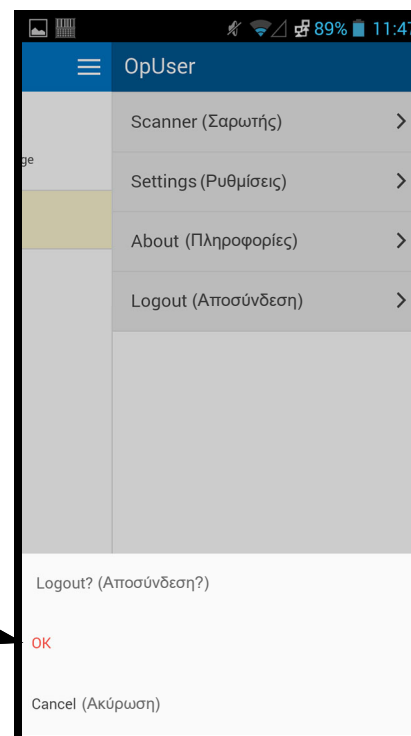 89% 11:47
OpUser
ge
Scanner (Σαρωτής)
Settings (Ρυθμίσεις)
About (Πληροφορίες)
Logout (Αποσύνδεση)
Logout? (Αποσύνδεση?)
OK
Cancel (Ακύρωση)